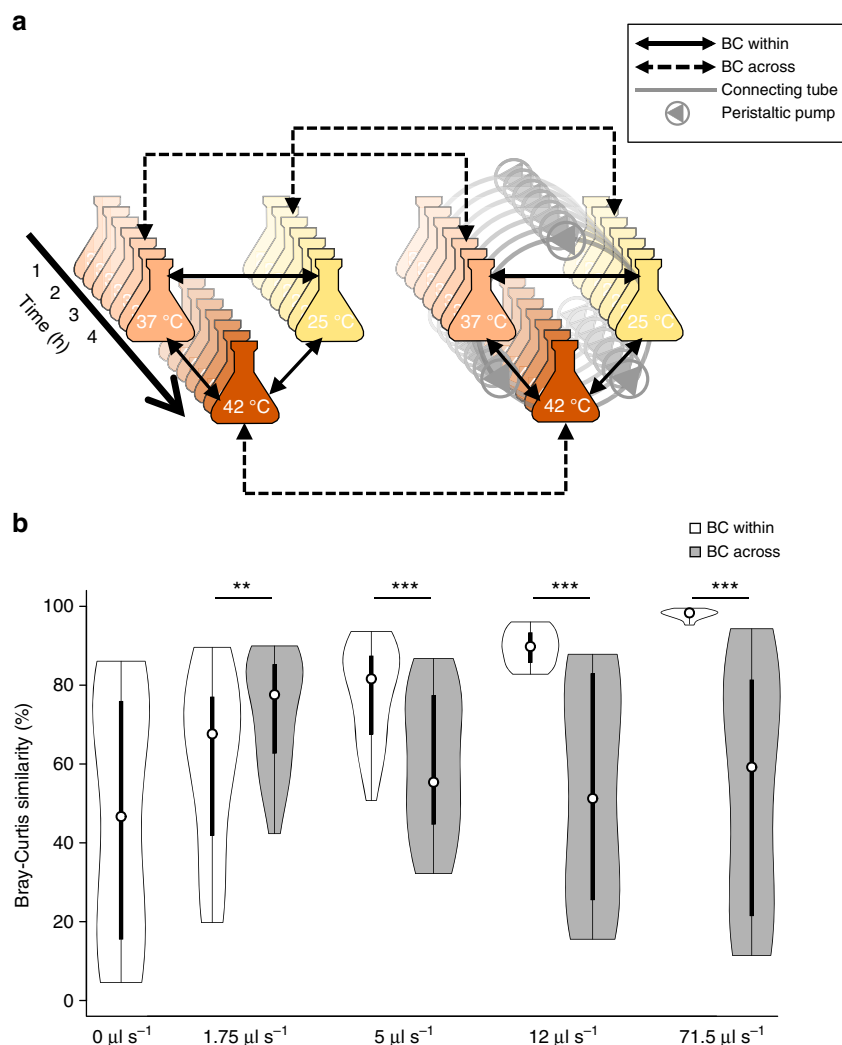 a
BC within
BC across
Connecting tube
Peristaltic pump
1
2
3
4
Time (h)
37 °C
25 °C
42 °C
37 °C
25 °C
42 °C
b
BC within
BC across
** *** *** ***
Bray-Curtis similarity (%)
100
80
60
40
20
0
0 µl s⁻¹ 1.75 µl s⁻¹ 5 µl s⁻¹ 12 µl s⁻¹ 71.5 µl s⁻¹